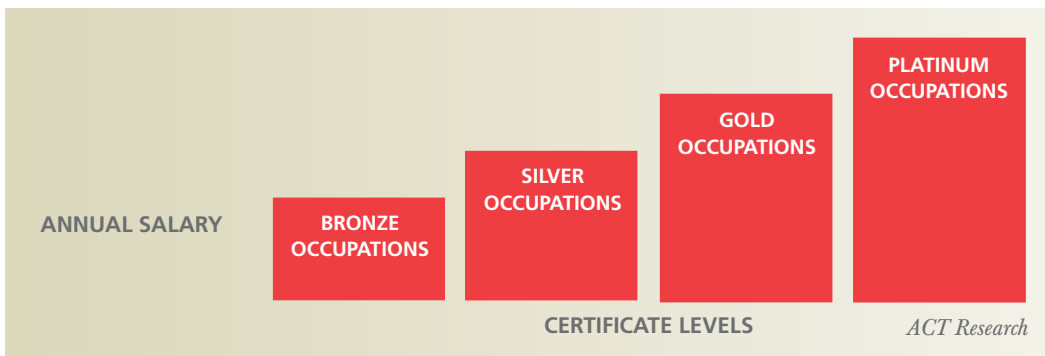 ANNUAL SALARY
BRONZE
OCCUPATIONS
SILVER
OCCUPATIONS
GOLD
OCCUPATIONS
PLATINUM
OCCUPATIONS
CERTIFICATE LEVELS
ACT Research